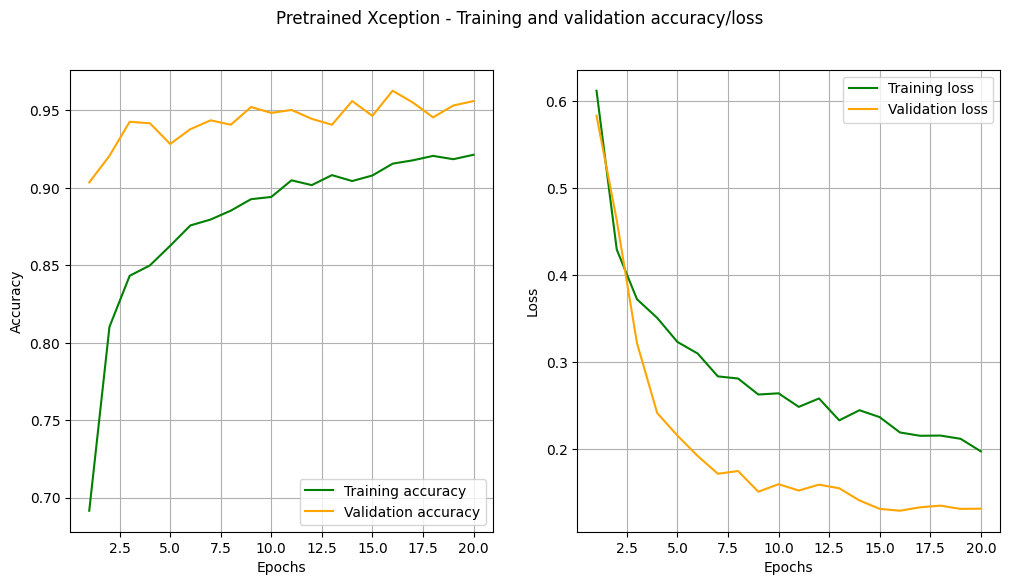 Pretrained Xception - Training and validation accuracy/loss
0.95
0.90
0.85
0.80
0.75
0.70
Accuracy
2.5 5.0 7.5 10.0 12.5 15.0 17.5 20.0
Epochs
Training accuracy
Validation accuracy
0.6
0.5
0.4
0.3
0.2
Loss
2.5 5.0 7.5 10.0 12.5 15.0 17.5 20.0
Epochs
Training loss
Validation loss